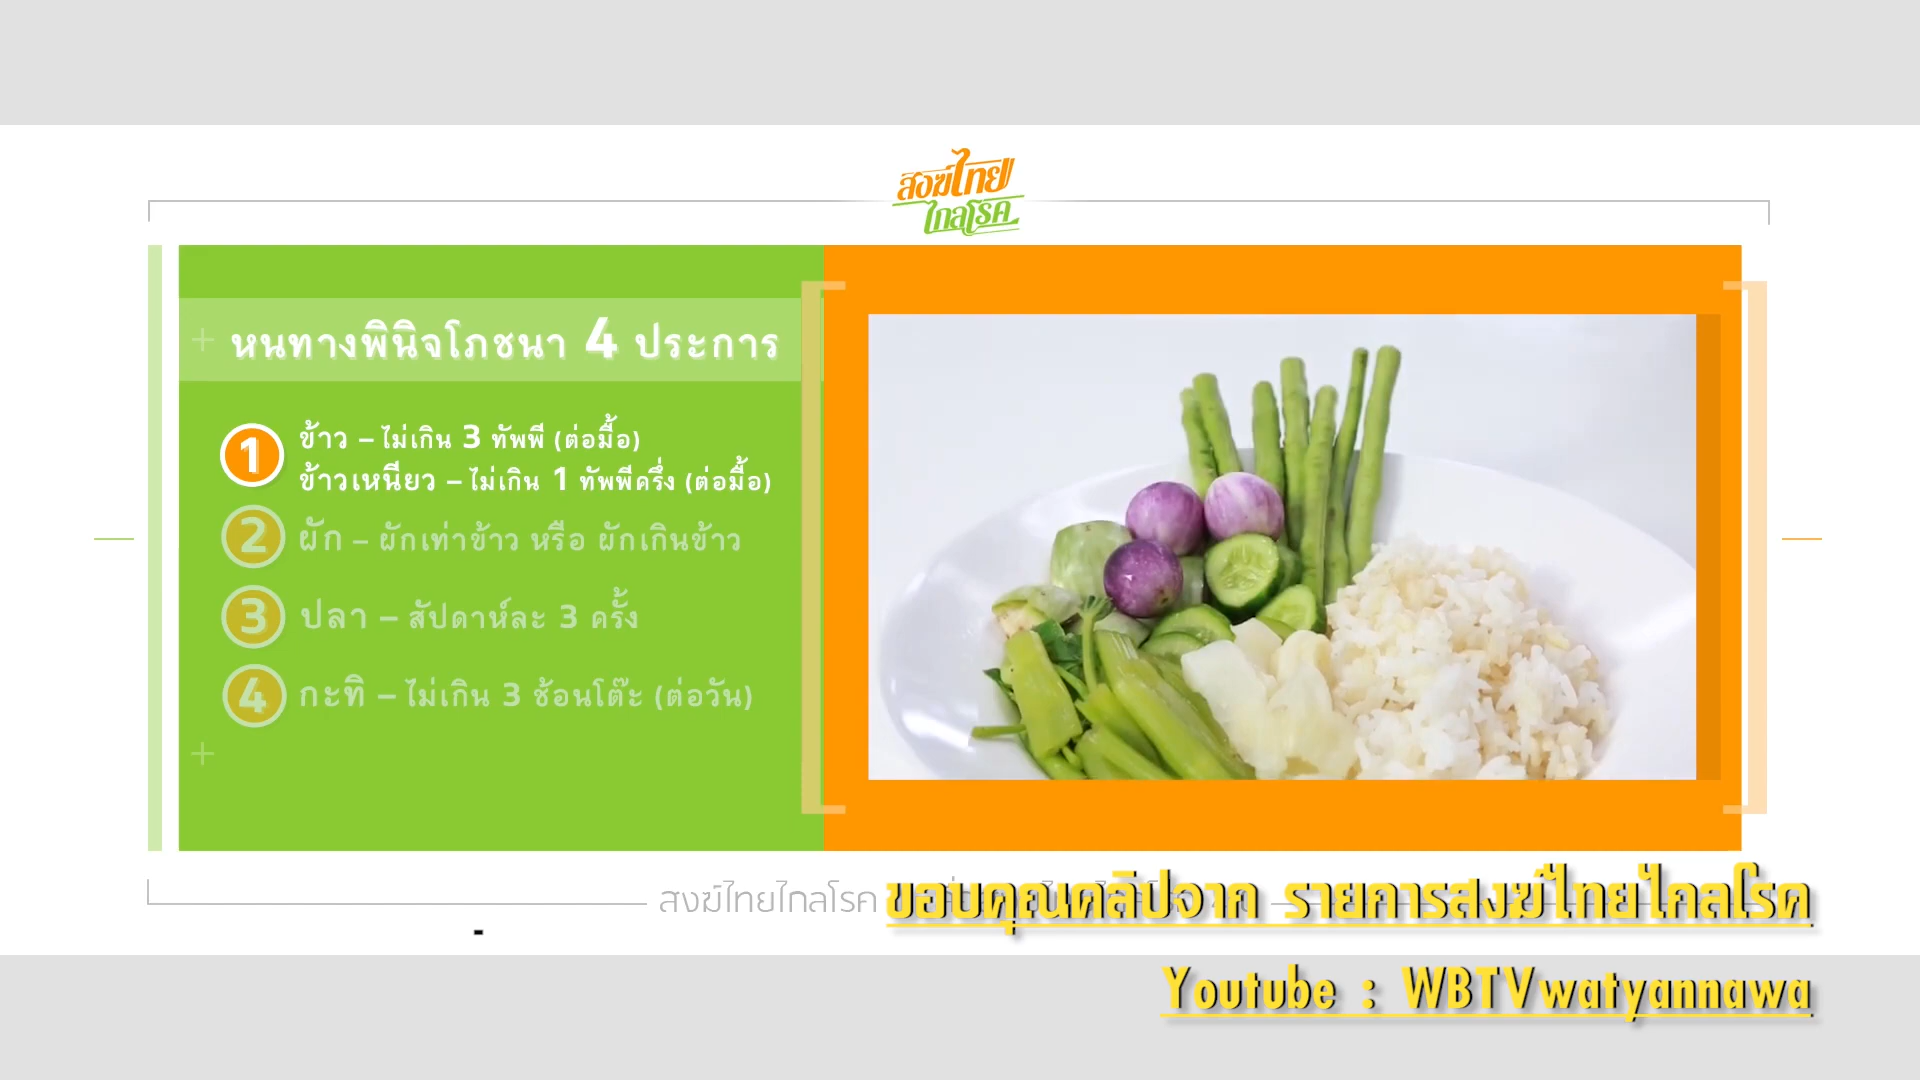 สงฆ์ไทย
ไกลโรค
หนทางพินิจโภชนา 4 ประการ
1 ข้าว – ไม่เกิน 3 ทัพพี (ต่อมื้อ)
ข้าวเหนียว – ไม่เกิน 1 ทัพพีครึ่ง (ต่อมื้อ)
2 ผัก – ผักเท่าข้าว หรือ ผักเกินข้าว
3 ปลา – สัปดาห์ละ 3 ครั้ง
4 กะทิ – ไม่เกิน 3 ช้อนโต๊ะ (ต่อวัน)
สงฆ์ไทยไกลโรค
ขอบคุณคลิปจาก รายการสงฆ์ไทยไกลโรค
Youtube : WBTVwatyannawa